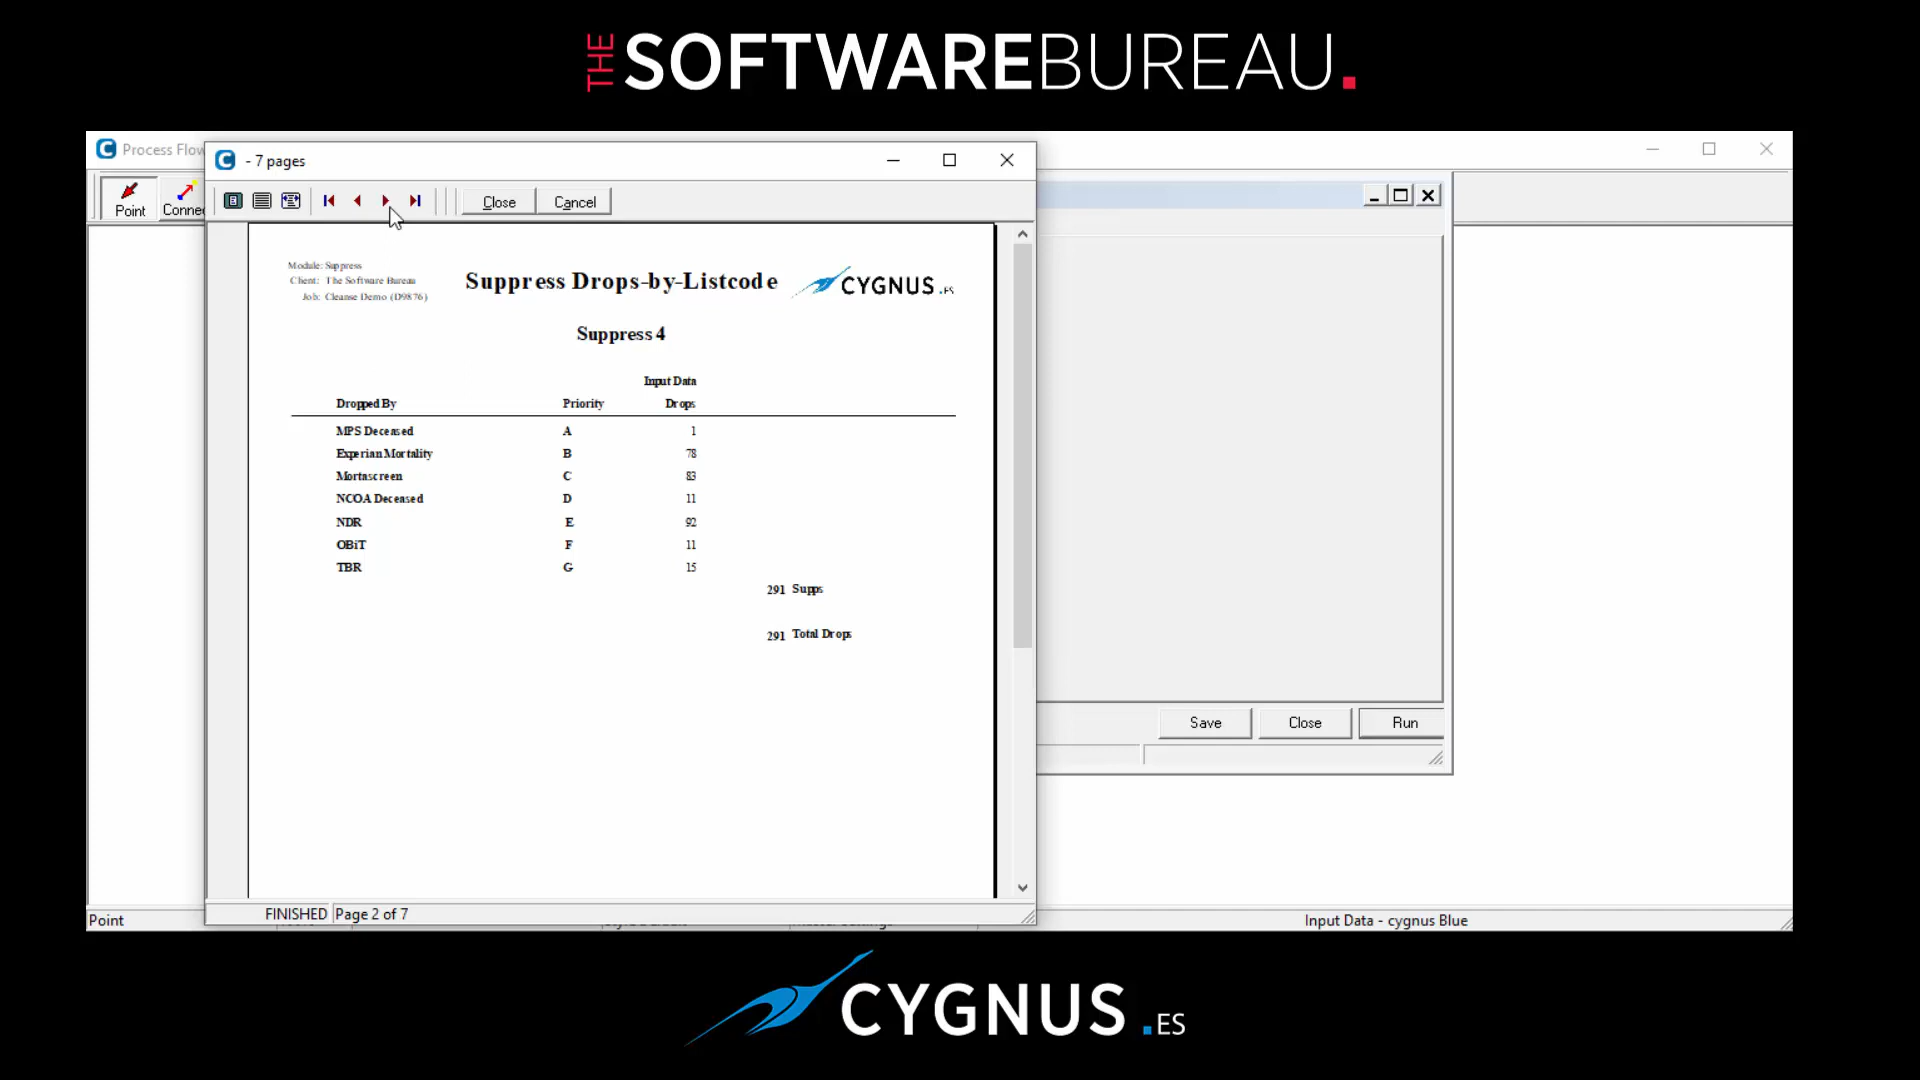 THE SOFTWAREBUREAU.
Process Flow
- 7 pages
Point
Connec
Close
Cancel
Module: Suppress
Client: The Software Bureau
Job: Cleanse Demo (D9876)
Suppress Drops-by-Listcode
CYGNUS.ES
Suppress 4
Input Data
Dropped By Priority Drops
MPS Deceased A 1
Experian Mortality B 78
Mortascreen C 83
NCOA Deceased D 11
NDR E 92
OBiT F 11
TBR G 15
291 Supps
291 Total Drops
Save
Close
Run
FINISHED
Page 2 of 7
Point
Input Data - cygnus Blue
CYGNUS.ES